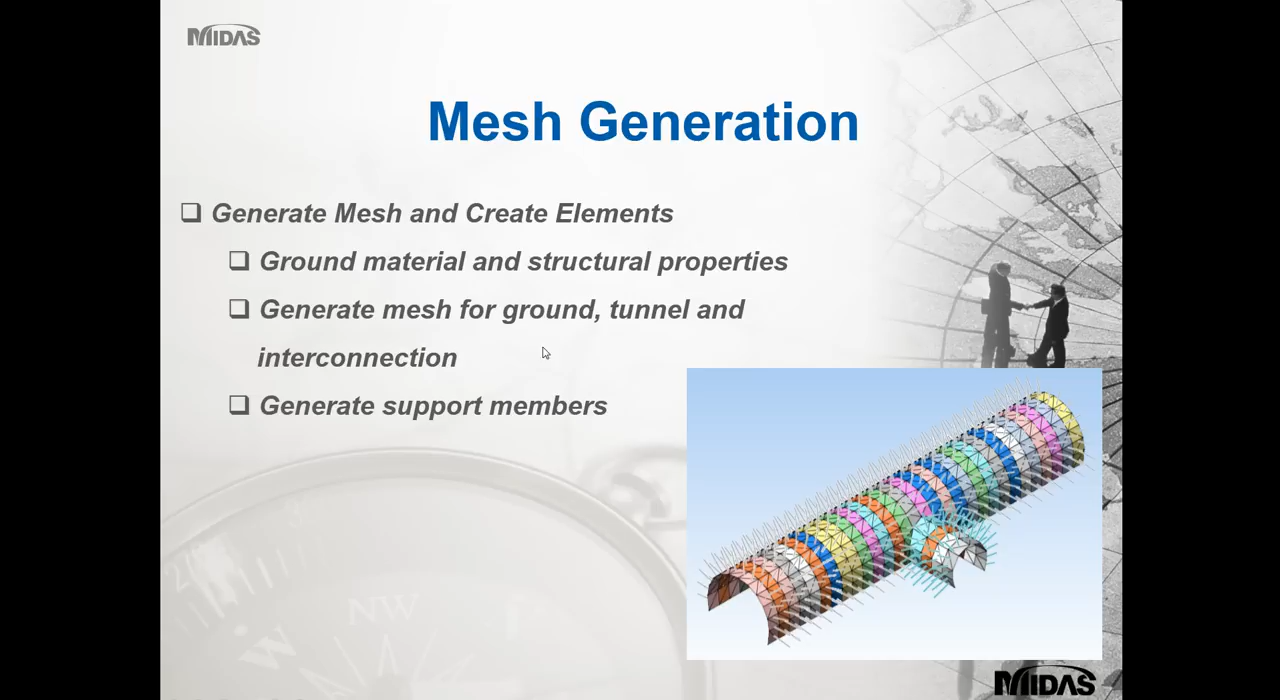 MIDAS
Mesh Generation
Generate Mesh and Create Elements
Ground material and structural properties
Generate mesh for ground, tunnel and
interconnection
Generate support members
NW
W
MIDAS